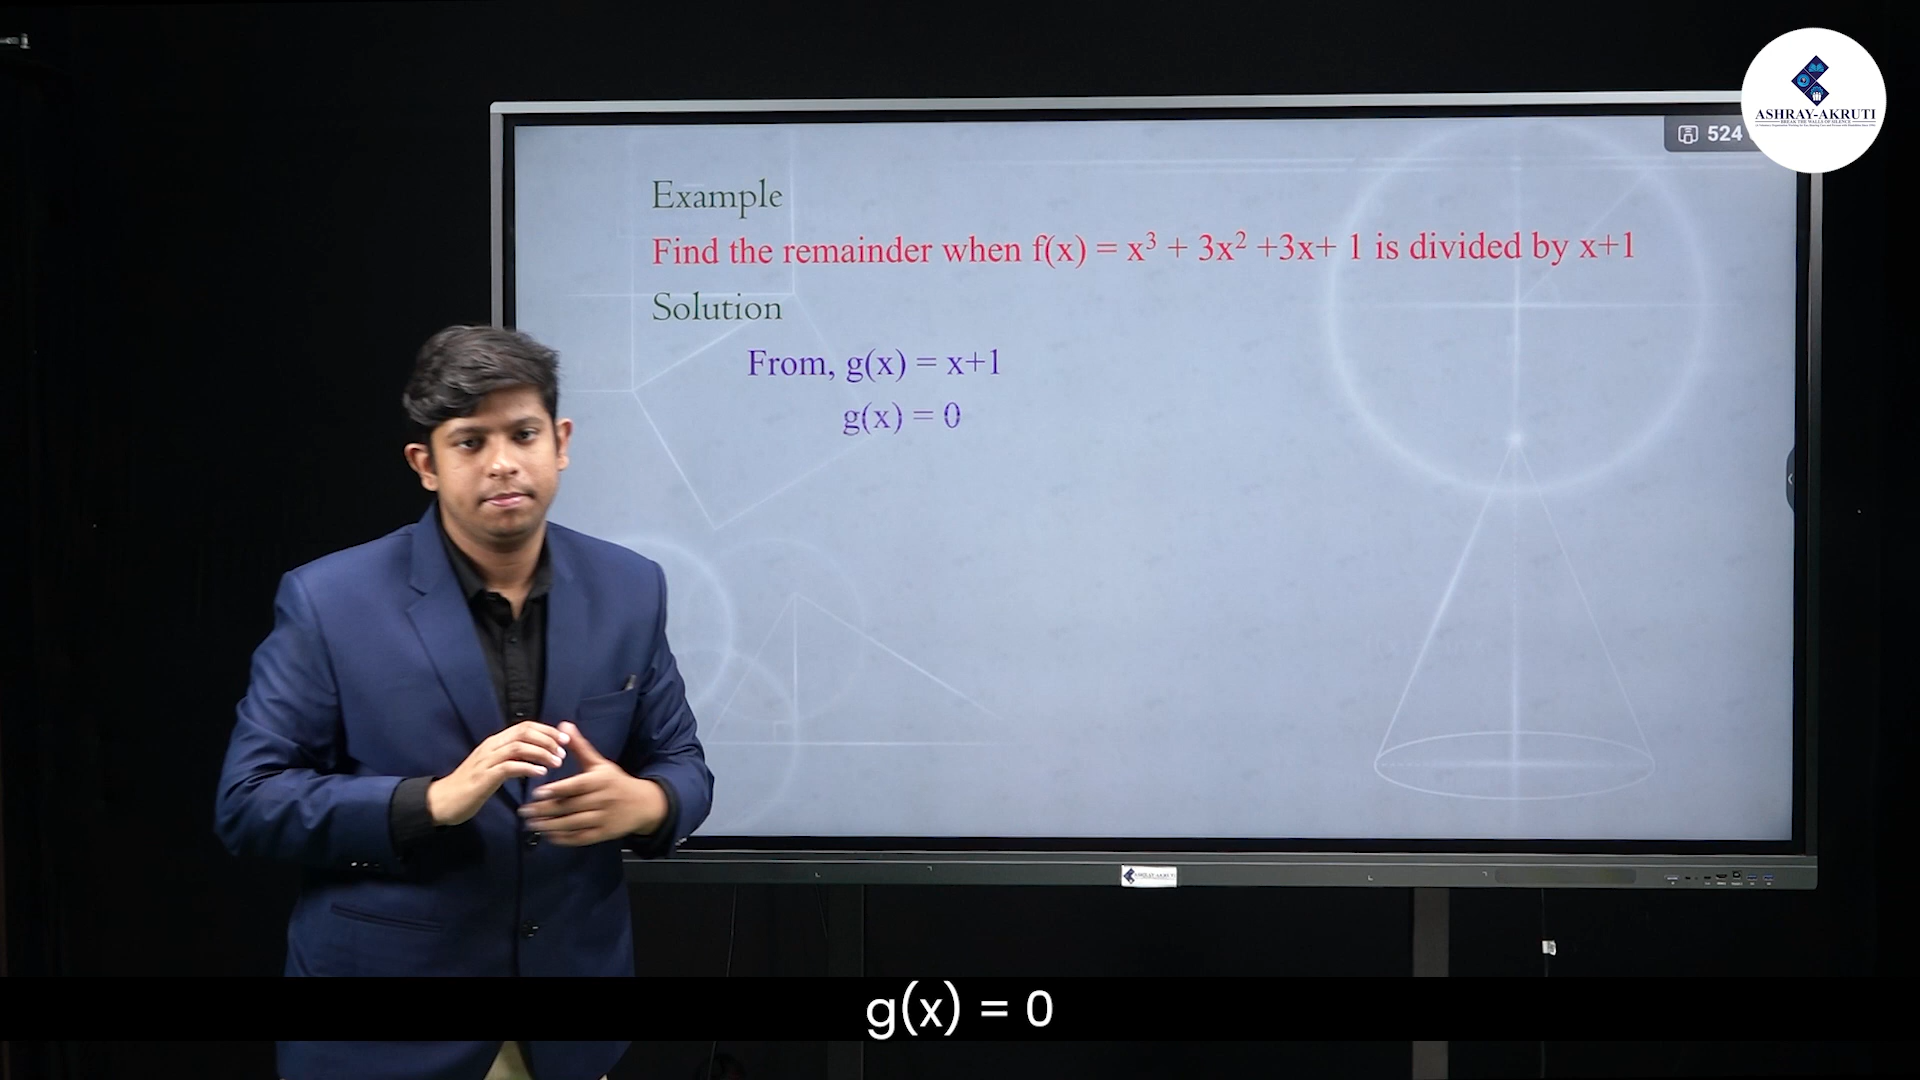 ASHRAY-AKRUTI
524
Example
Find the remainder when f(x) = x³ + 3x² +3x+ 1 is divided by x+1
Solution
From, g(x) = x+1
g(x) = 0
g(x) = 0